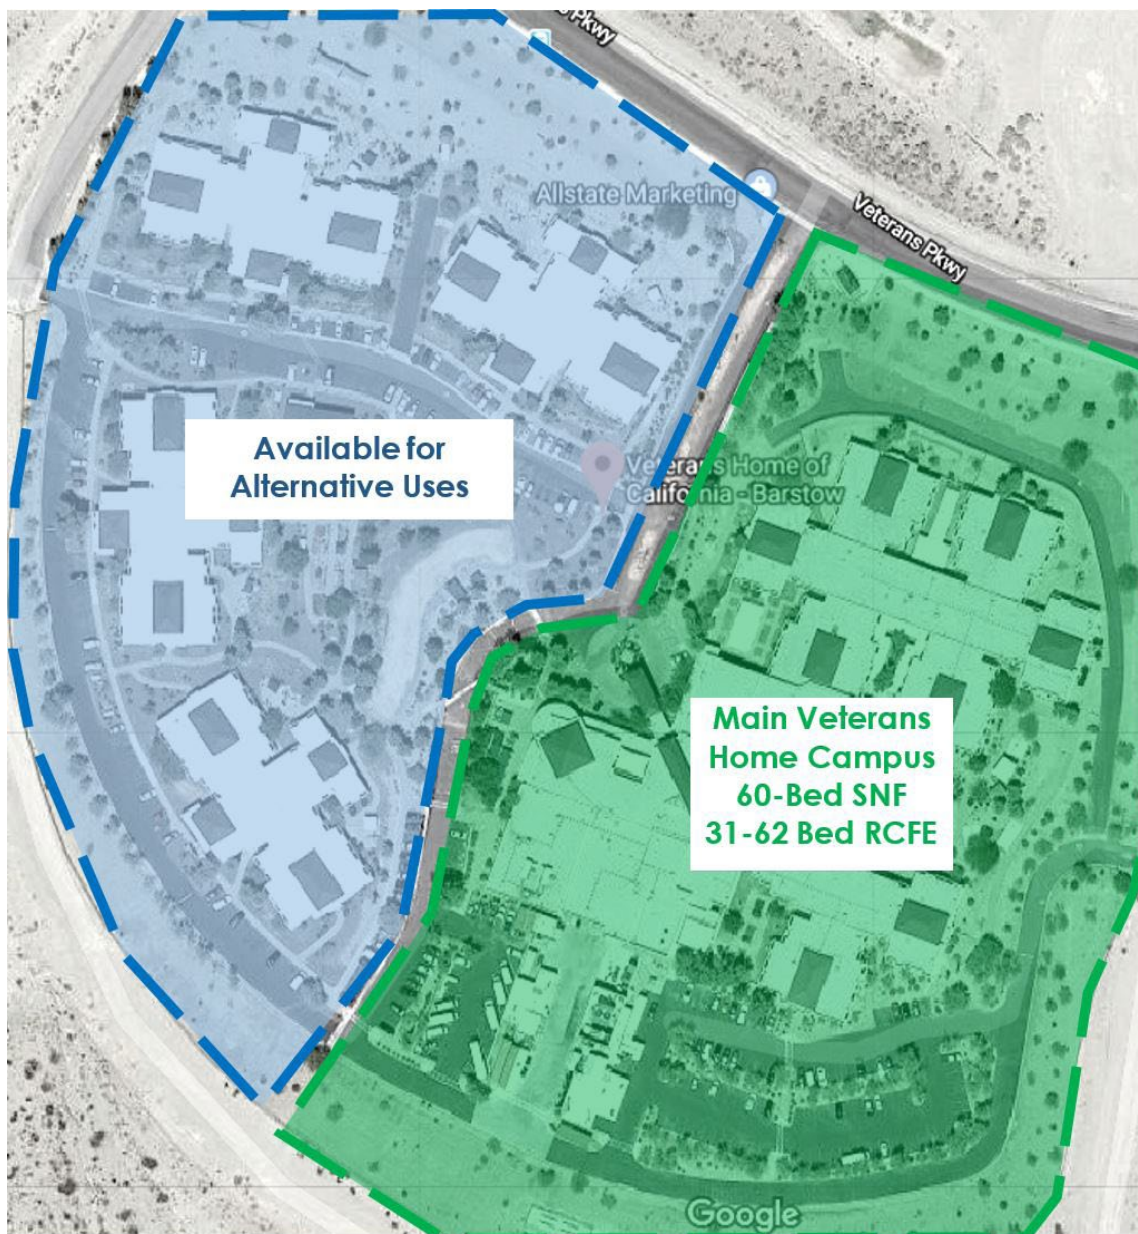 s Pkwy
Allstate Marketing
Veterans Pkwy
Available for
Alternative Uses
Veterans Home of
California - Barstow
Main Veterans
Home Campus
60-Bed SNF
31-62 Bed RCFE
Google